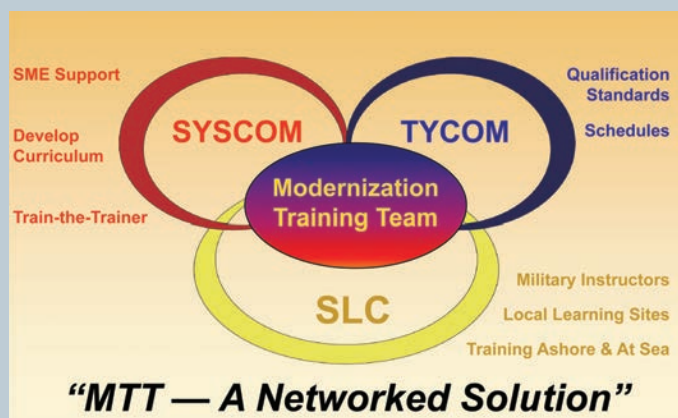 SME Support
Develop
Curriculum
Train-the-Trainer
SYSCOM
TYCOM
Qualification
Standards
Schedules
Modernization
Training Team
SLC
Military Instructors
Local Learning Sites
Training Ashore & At Sea
“MTT — A Networked Solution”